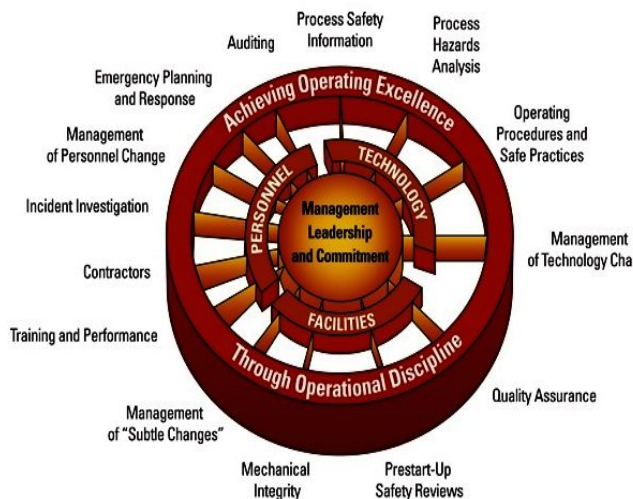 Process Safety
Information
Process
Hazards
Analysis
Operating
Procedures and
Safe Practices
Management
of Technology Cha
Quality Assurance
Prestart-Up
Safety Reviews
Mechanical
Integrity
Management
of "Subtle Changes"
Training and Performance
Contractors
Incident Investigation
Management
of Personnel Change
Emergency Planning
and Response
Auditing
Achieving Operating Excellence
Through Operational Discipline
PERSONNEL
TECHNOLOGY
FACILITIES
Management
Leadership
and Commitment